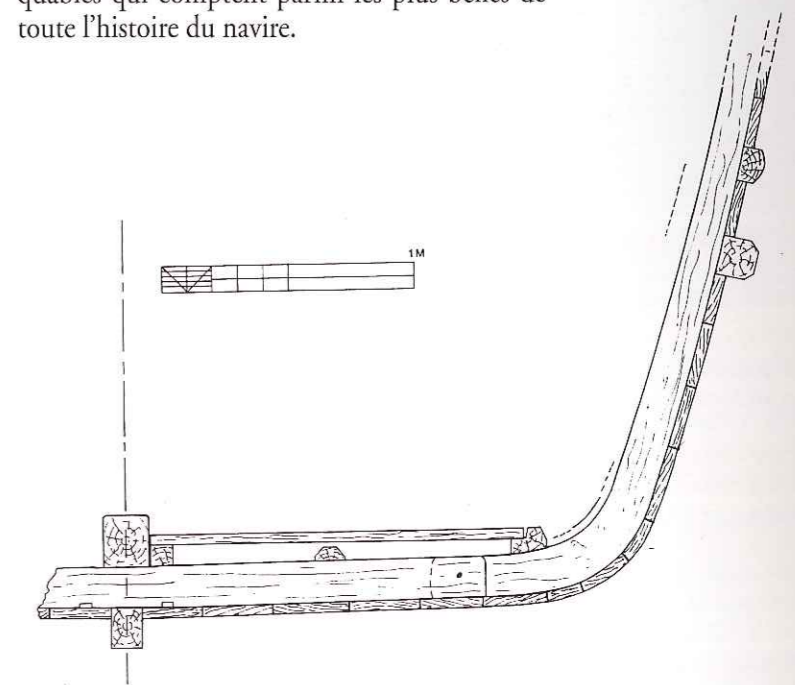 quables qui comptent parmi les plus belles de
toute l'histoire du navire.
1M